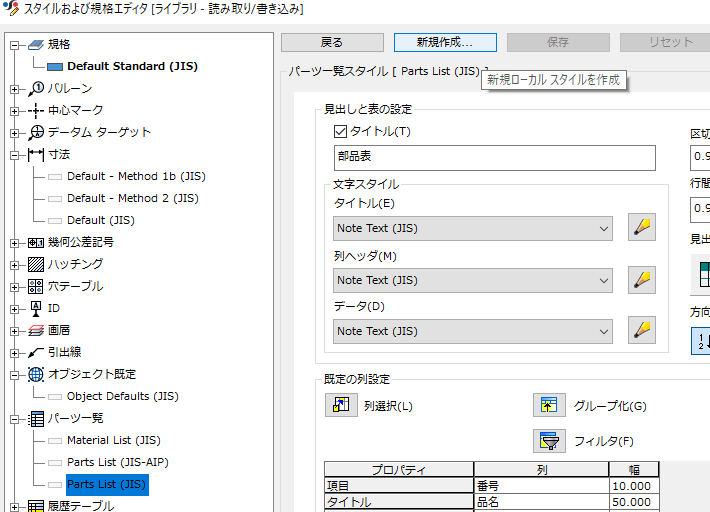 スタイルおよび規格エディタ [ライブラリ - 読み取り/書き込み]
戻る 新規作成... 保存 リセット
新規ローカル スタイルを作成
規格
Default Standard (JIS)
バルーン
中心マーク
データム ターゲット
寸法
Default - Method 1b (JIS)
Default - Method 2 (JIS)
Default (JIS)
幾何公差記号
ハッチング
穴テーブル
ID
画層
引出線
オブジェクト既定
Object Defaults (JIS)
パーツ一覧
Material List (JIS)
Parts List (JIS-AIP)
Parts List (JIS)
履歴テーブル
パーツ一覧スタイル [ Parts List (JIS) ]
見出しと表の設定
タイトル(T)
部品表
文字スタイル
タイトル(E)
Note Text (JIS)
列ヘッダ(M)
Note Text (JIS)
データ(D)
Note Text (JIS)
区切
0.9
行間
0.9
見出
方向
1
2
既定の列設定
列選択(L) グループ化(G)
フィルタ(F)
プロパティ 列 幅
項目 番号 10.000
タイトル 品名 50.000